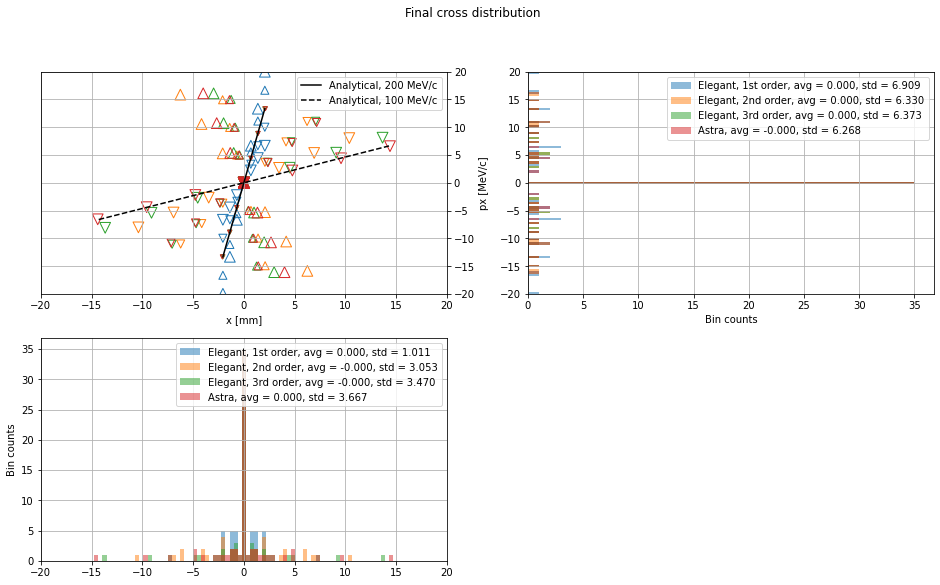 Final cross distribution
Analytical, 200 MeV/c
Analytical, 100 MeV/c
20
15
10
5
0
−5
−10
−15
−20
px [MeV/c]
−20 −15 −10 −5 0 5 10 15 20
x [mm]
Elegant, 1st order, avg = 0.000, std = 6.909
Elegant, 2nd order, avg = 0.000, std = 6.330
Elegant, 3rd order, avg = 0.000, std = 6.373
Astra, avg = -0.000, std = 6.268
20
15
10
5
0
−5
−10
−15
−20
0 5 10 15 20 25 30 35
Bin counts
Elegant, 1st order, avg = 0.000, std = 1.011
Elegant, 2nd order, avg = -0.000, std = 3.053
Elegant, 3rd order, avg = -0.000, std = 3.470
Astra, avg = 0.000, std = 3.667
35
30
25
20
15
10
5
0
Bin counts
−20 −15 −10 −5 0 5 10 15 20